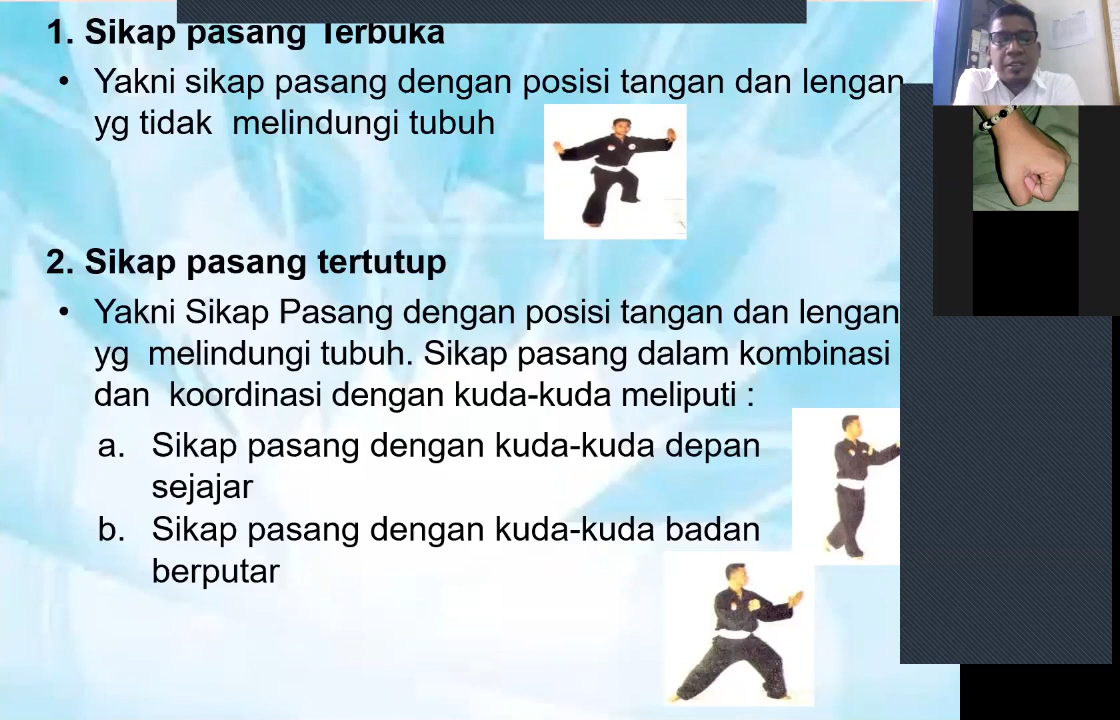 1. Sikap pasang Terbuka
• Yakni sikap pasang dengan posisi tangan dan lengan
yg tidak melindungi tubuh
2. Sikap pasang tertutup
• Yakni Sikap Pasang dengan posisi tangan dan lengan
yg melindungi tubuh. Sikap pasang dalam kombinasi
dan koordinasi dengan kuda-kuda meliputi :
a. Sikap pasang dengan kuda-kuda depan
sejajar
b. Sikap pasang dengan kuda-kuda badan
berputar